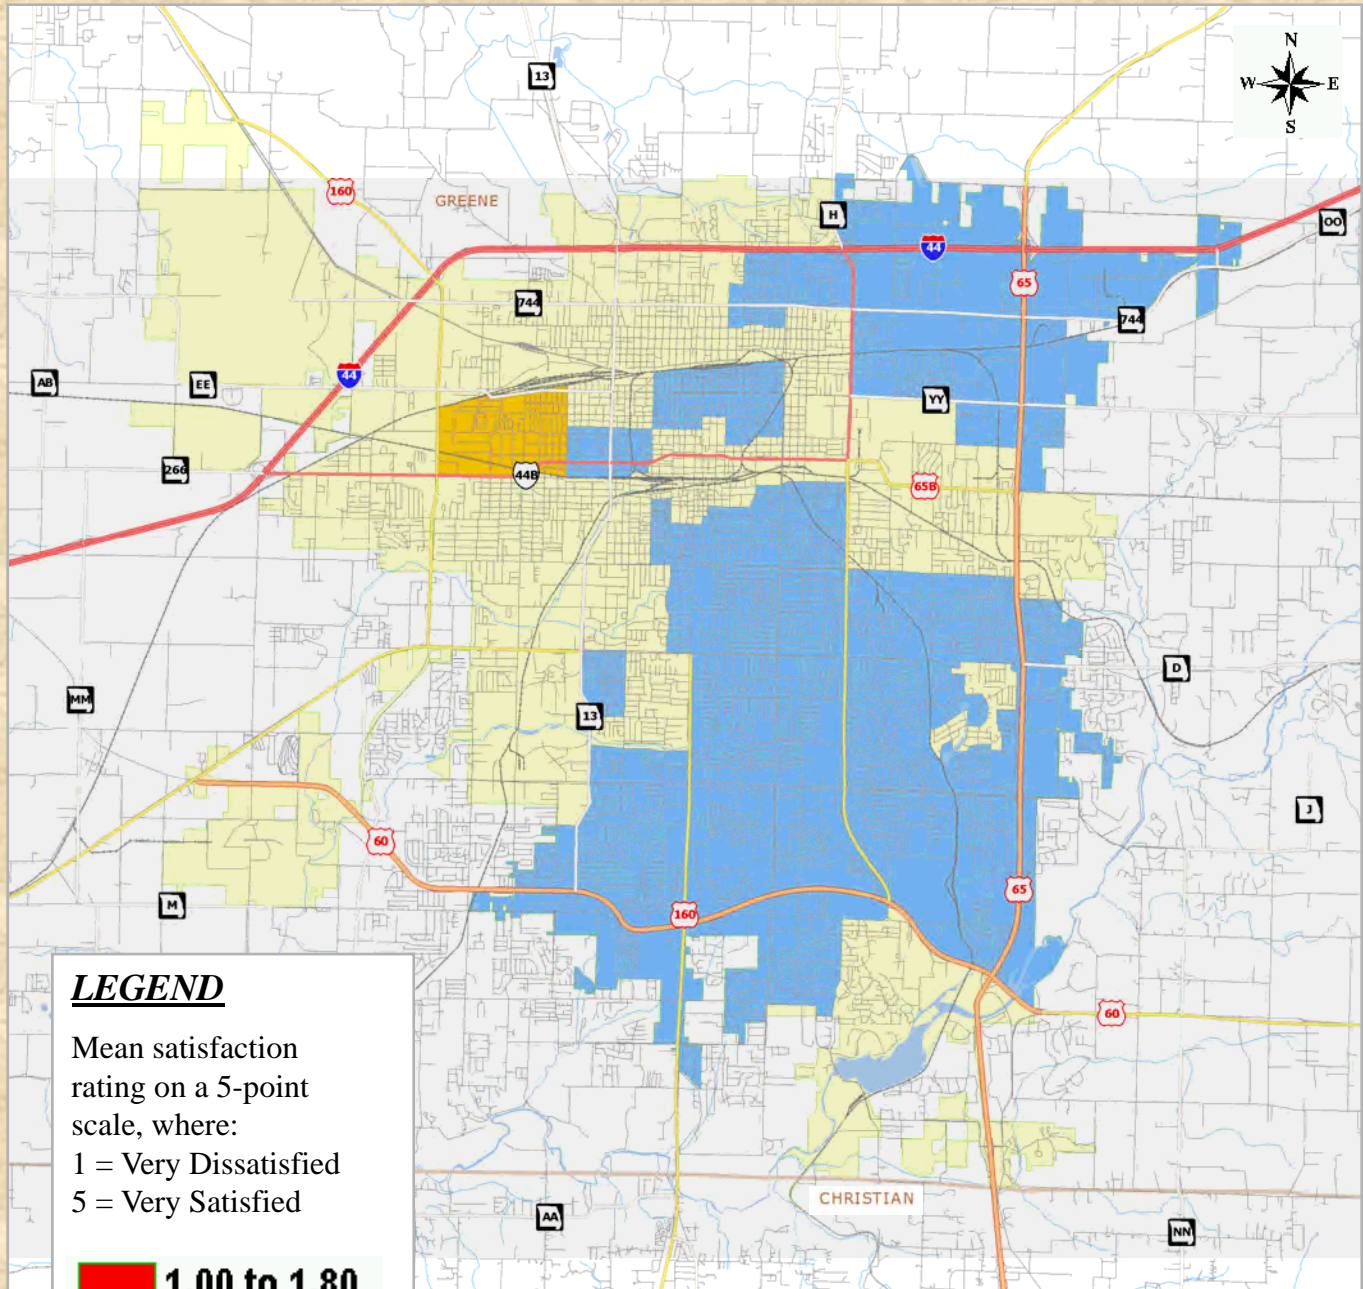 N
W E
S
13
160
GREENE
H
OO
44
65
744
744
44
AB
EE
YY
266
44B
65B
D
MM
13
J
60
M
65
160
60
LEGEND
Mean satisfaction
rating on a 5-point
scale, where:
1 = Very Dissatisfied
5 = Very Satisfied
1.00 to 1.80
CHRISTIAN
AA
NN